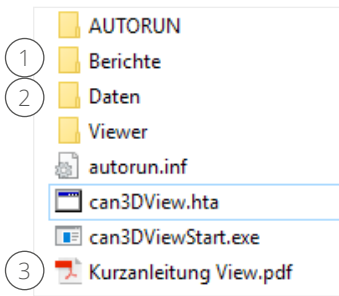 AUTORUN
1 Berichte
2 Daten
Viewer
autorun.inf
can3DView.hta
can3DViewStart.exe
3 Kurzanleitung View.pdf